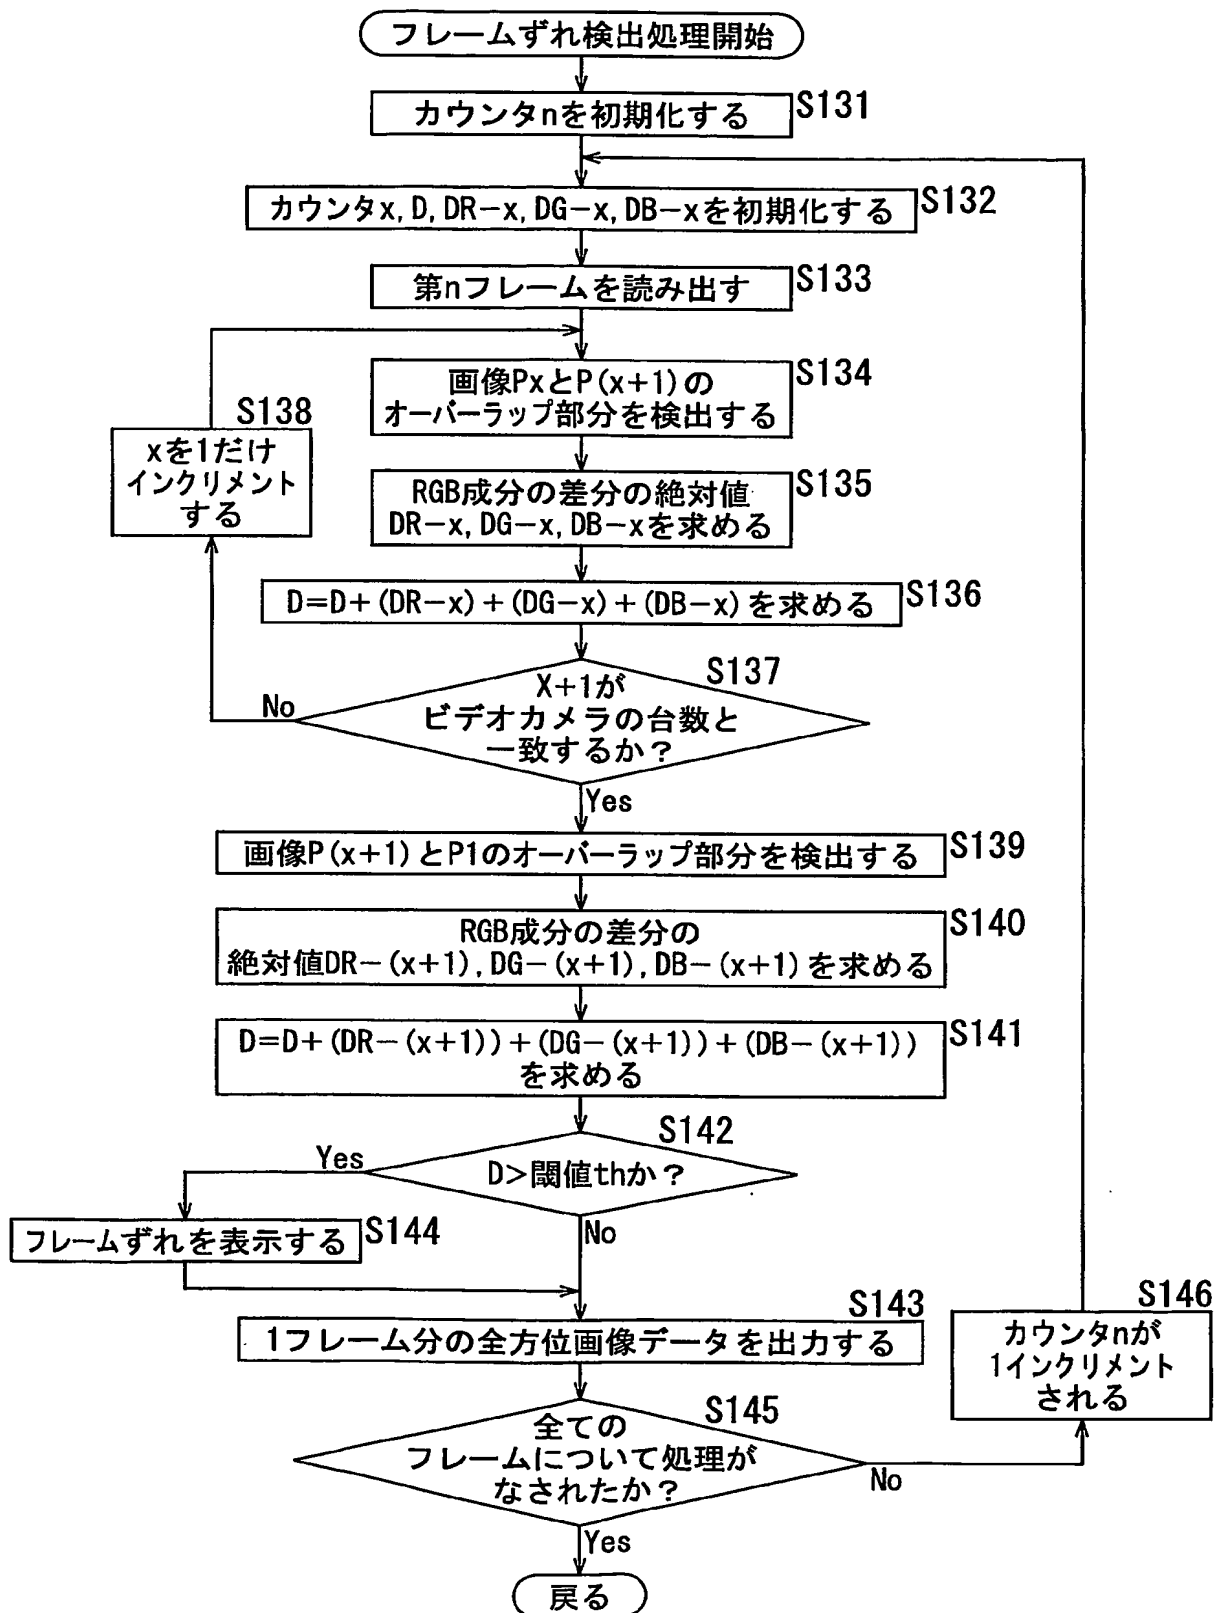 フレームずれ検出処理開始
カウンタnを初期化する
S131
カウンタx, D, DR−x, DG−x, DB−xを初期化する
S132
第nフレームを読み出す
S133
画像PxとP(x+1)の
オーバーラップ部分を検出する
S134
S138
xを1だけ
インクリメント
する
RGB成分の差分の絶対値
DR−x, DG−x, DB−xを求める
S135
D=D+(DR−x)+(DG−x)+(DB−x)を求める
S136
S137
X+1が
ビデオカメラの台数と
一致するか？
No
Yes
画像P(x+1)とP1のオーバーラップ部分を検出する
S139
RGB成分の差分の
絶対値DR−(x+1), DG−(x+1), DB−(x+1)を求める
S140
D=D+(DR−(x+1))+(DG−(x+1))+(DB−(x+1))
を求める
S141
S142
D>閾値thか？
Yes
No
フレームずれを表示する
S144
S143
1フレーム分の全方位画像データを出力する
S146
カウンタnが
1インクリメント
される
S145
全ての
フレームについて処理が
なされたか？
No
Yes
戻る